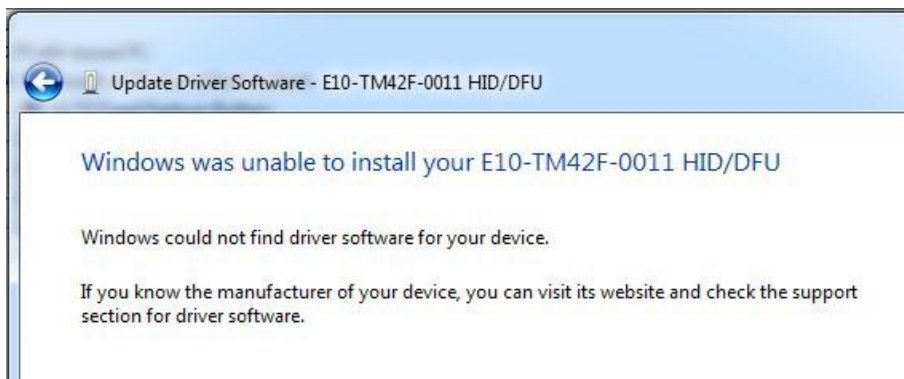 Update Driver Software - E10-TM42F-0011 HID/DFU
Windows was unable to install your E10-TM42F-0011 HID/DFU
Windows could not find driver software for your device.
If you know the manufacturer of your device, you can visit its website and check the support
section for driver software.